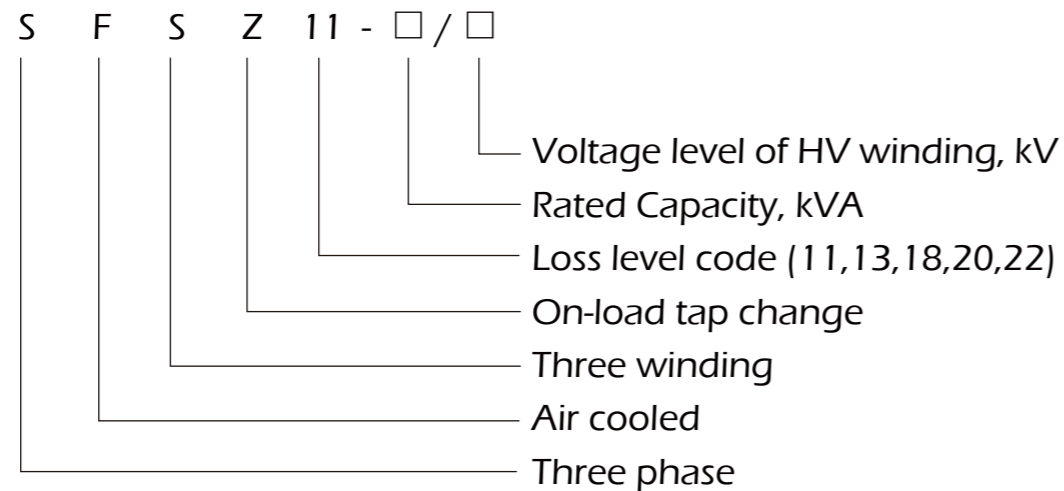 S F S Z 11 - □ / □
Voltage level of HV winding, kV
Rated Capacity, kVA
Loss level code (11,13,18,20,22)
On-load tap change
Three winding
Air cooled
Three phase